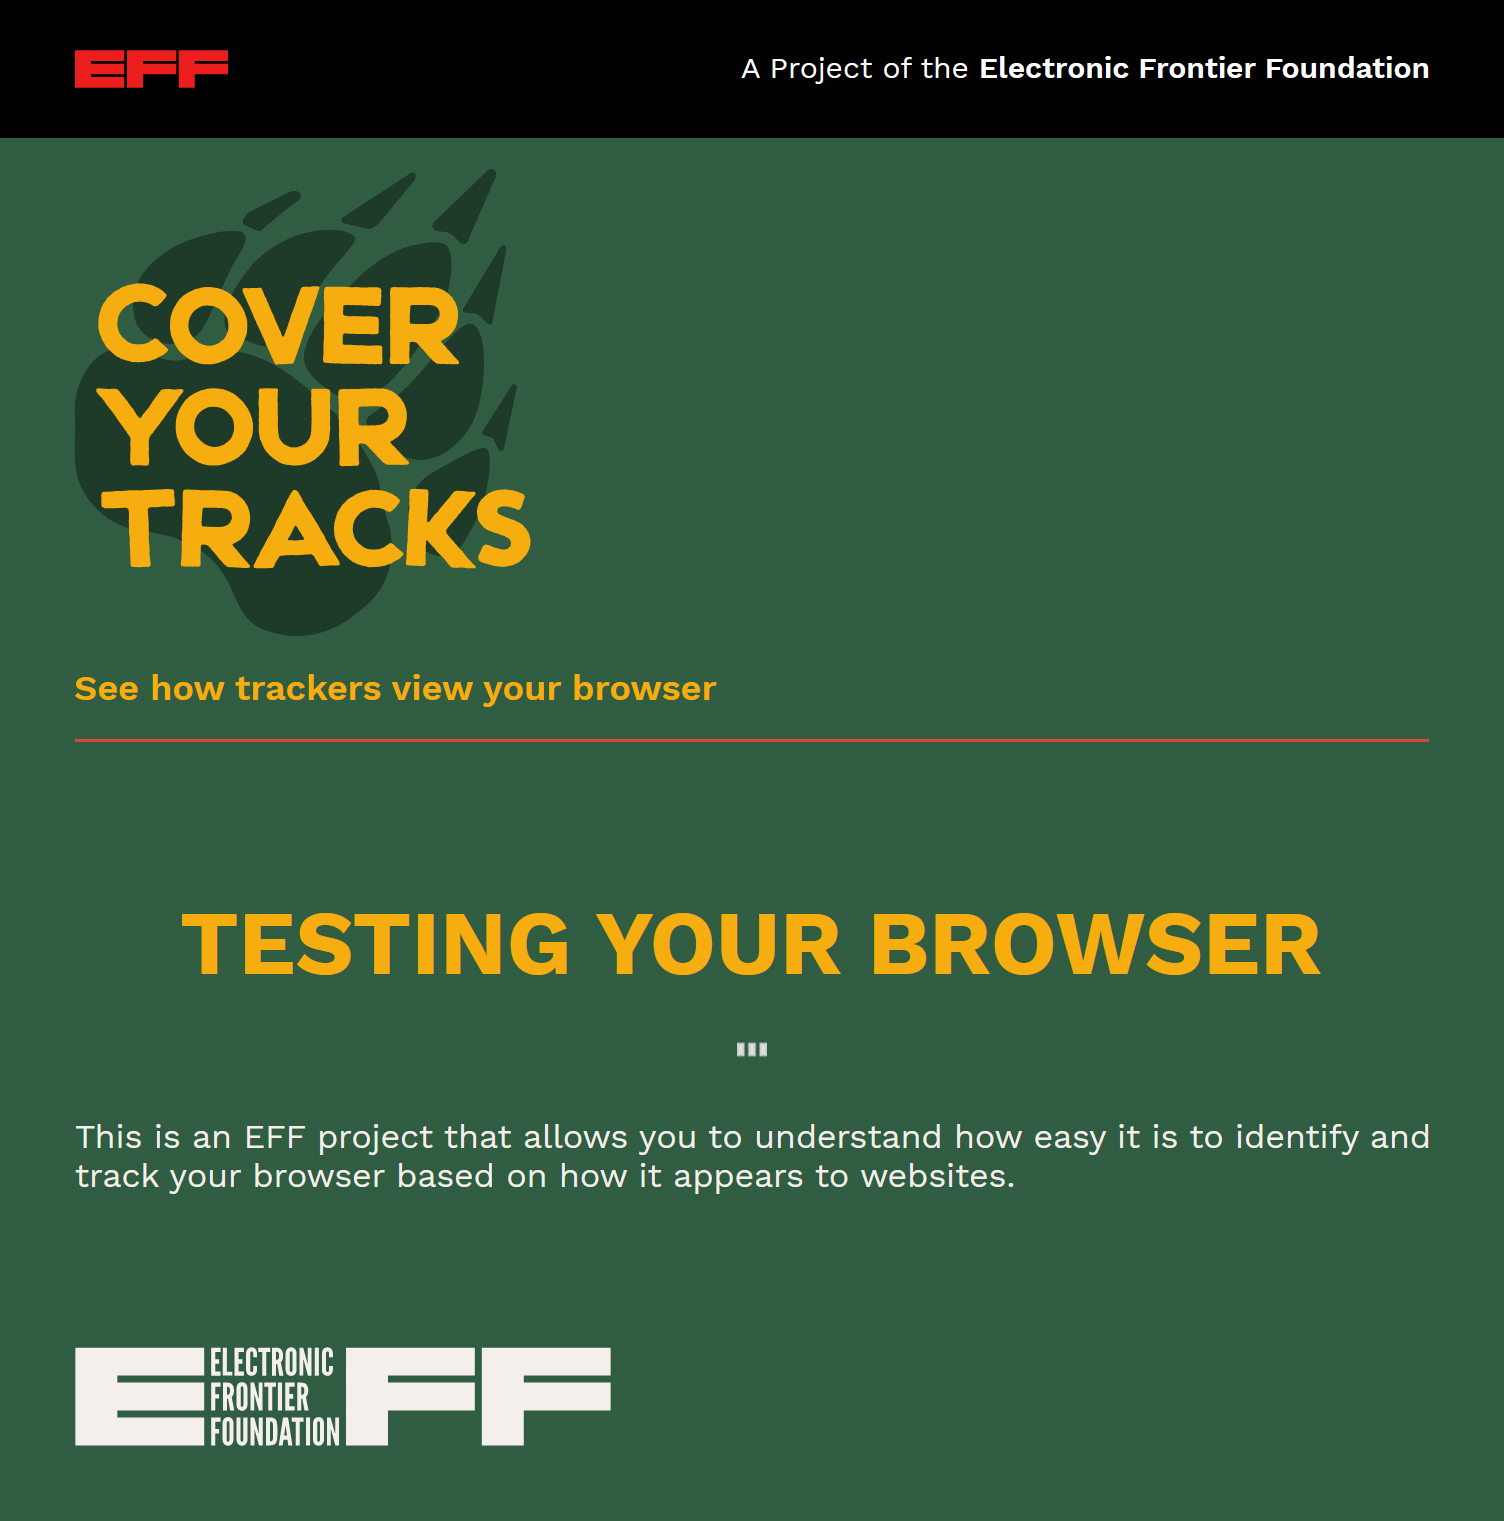 EFF
A Project of the Electronic Frontier Foundation
COVER
YOUR
TRACKS
See how trackers view your browser
TESTING YOUR BROWSER
This is an EFF project that allows you to understand how easy it is to identify and
track your browser based on how it appears to websites.
EFF
ELECTRONIC
FRONTIER
FOUNDATION